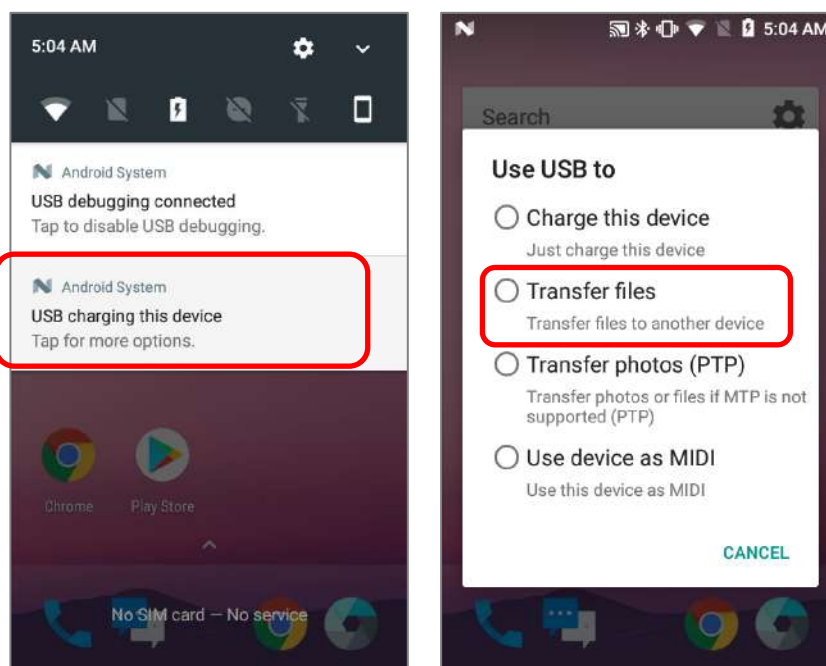 5:04 AM
Android System
USB debugging connected
Tap to disable USB debugging.
Android System
USB charging this device
Tap for more options.
Chrome Play Store
No SIM card – No service
5:04 AM
Search
Use USB to
Charge this device
Just charge this device
Transfer files
Transfer files to another device
Transfer photos (PTP)
Transfer photos or files if MTP is not
supported (PTP)
Use device as MIDI
Use this device as MIDI
CANCEL